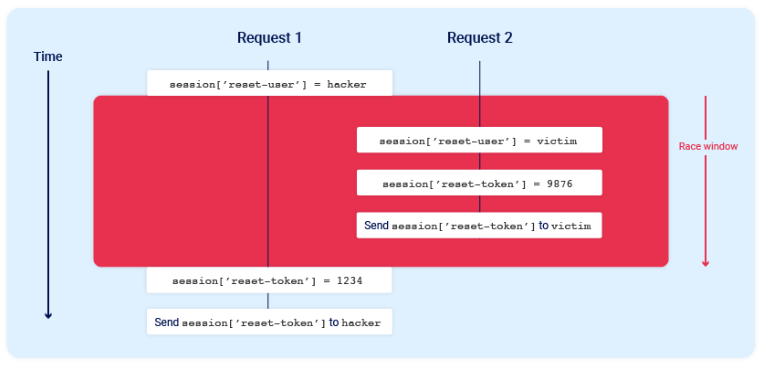 Request 1
Request 2
Time
session['reset-user'] = hacker
session['reset-user'] = victim
Race window
session['reset-token'] = 9876
Send session['reset-token'] to victim
session['reset-token'] = 1234
Send session['reset-token'] to hacker